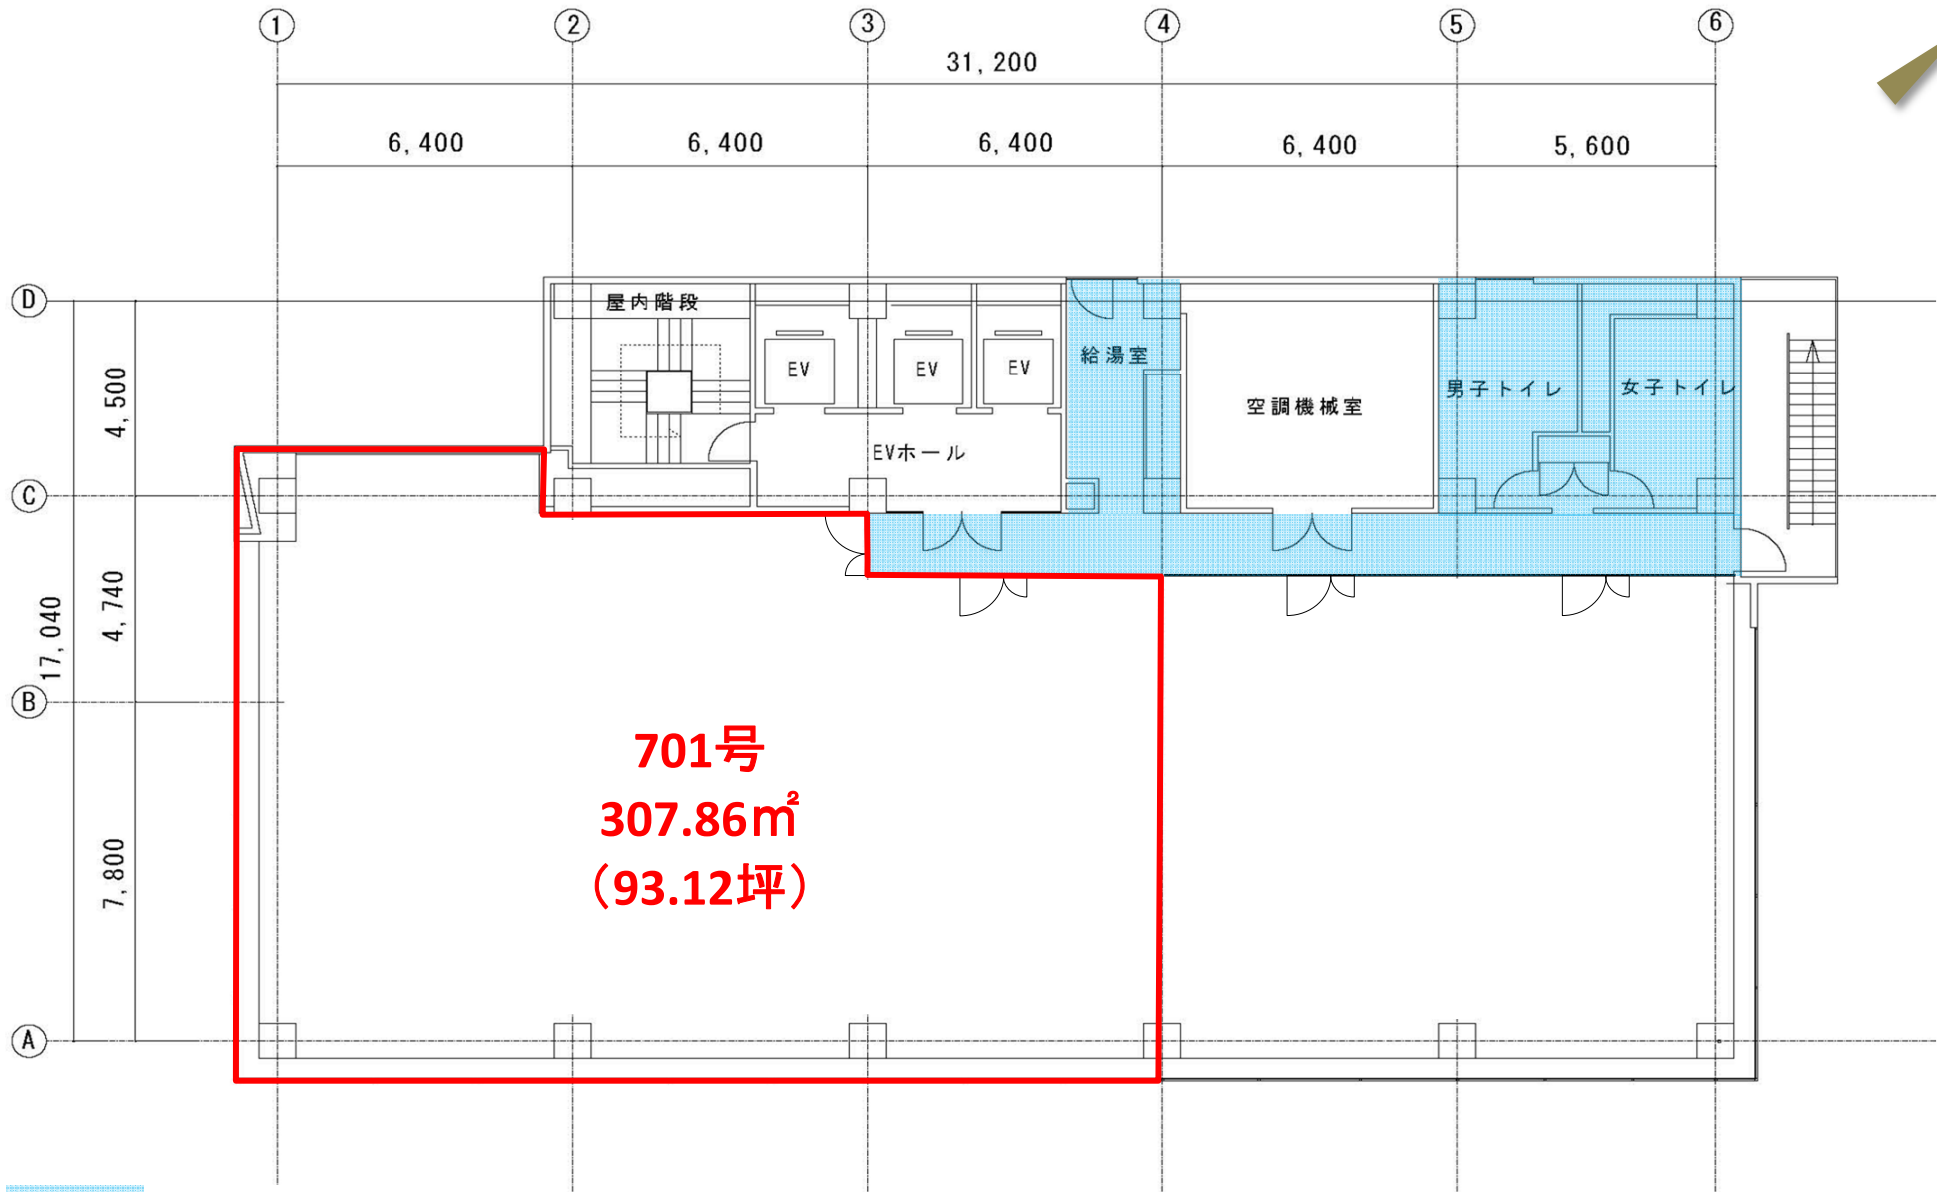 1 2 3 4 5 6
31,200
6,400 6,400 6,400 6,400 5,600
D
屋内階段
EV EV EV
給湯室
男子トイレ
女子トイレ
空調機械室
EVホール
4,500
C
4,740
17,040
B
701号
307.86㎡
（93.12坪）
7,800
A